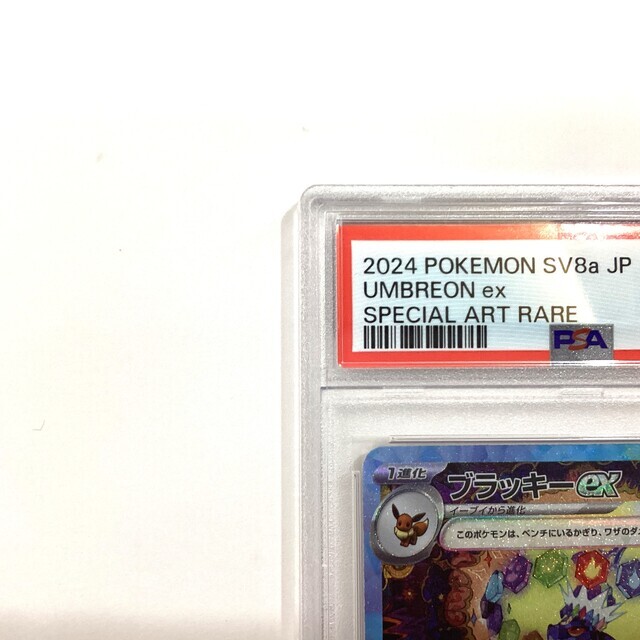 2024 POKEMON SV8a JP
UMBREON ex
SPECIAL ART RARE
PSA
1進化
ブラッキーex
イーブイから進化
このポケモンは、ベンチにいるかぎり、ワザのダ